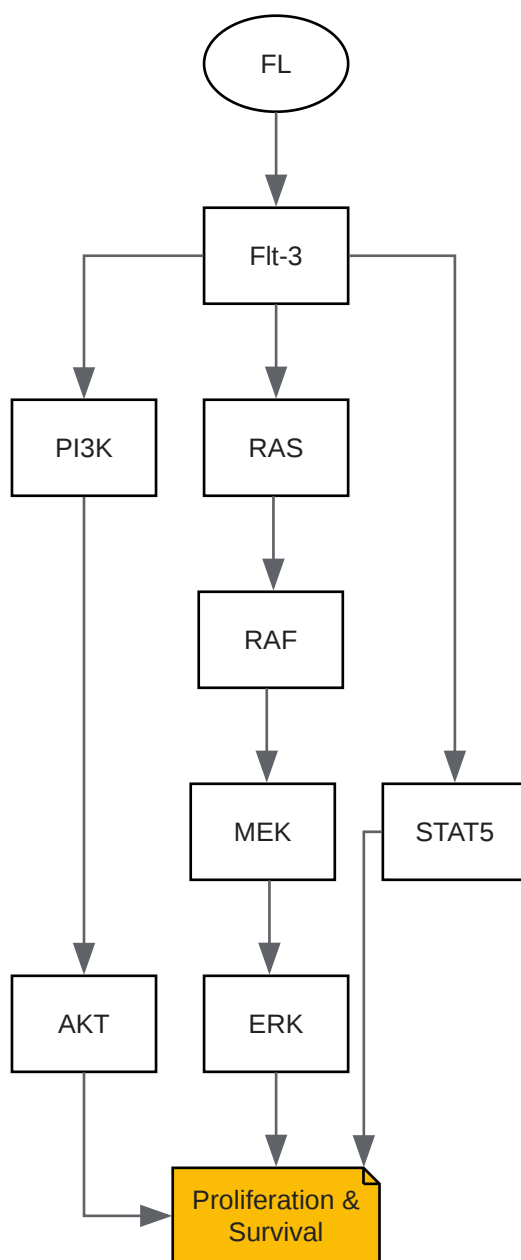 FL
Flt-3
PI3K
RAS
RAF
MEK
STAT5
AKT
ERK
Proliferation &
Survival